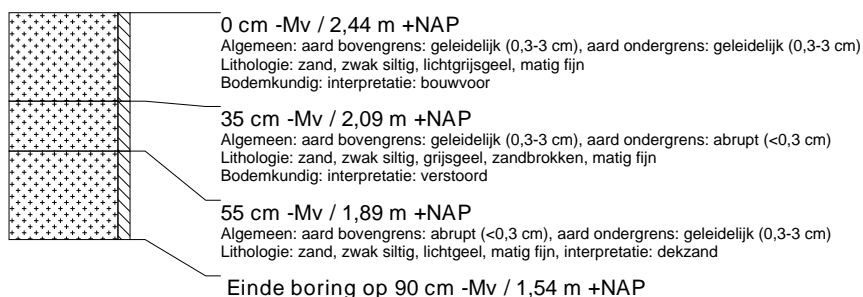 0 cm -Mv / 2,44 m +NAP
Algemeen: aard bovengrens: geleidelijk (0,3-3 cm), aard ondergrens: geleidelijk (0,3-3 cm)
Lithologie: zand, zwak siltig, lichtgrijsgeel, matig fijn
Bodemkundig: interpretatie: bouwvoor
35 cm -Mv / 2,09 m +NAP
Algemeen: aard bovengrens: geleidelijk (0,3-3 cm), aard ondergrens: abrupt (<0,3 cm)
Lithologie: zand, zwak siltig, grijsgeel, zandbrokken, matig fijn
Bodemkundig: interpretatie: verstoord
55 cm -Mv / 1,89 m +NAP
Algemeen: aard bovengrens: abrupt (<0,3 cm), aard ondergrens: geleidelijk (0,3-3 cm)
Lithologie: zand, zwak siltig, lichtgeel, matig fijn, interpretatie: dekzand
Einde boring op 90 cm -Mv / 1,54 m +NAP